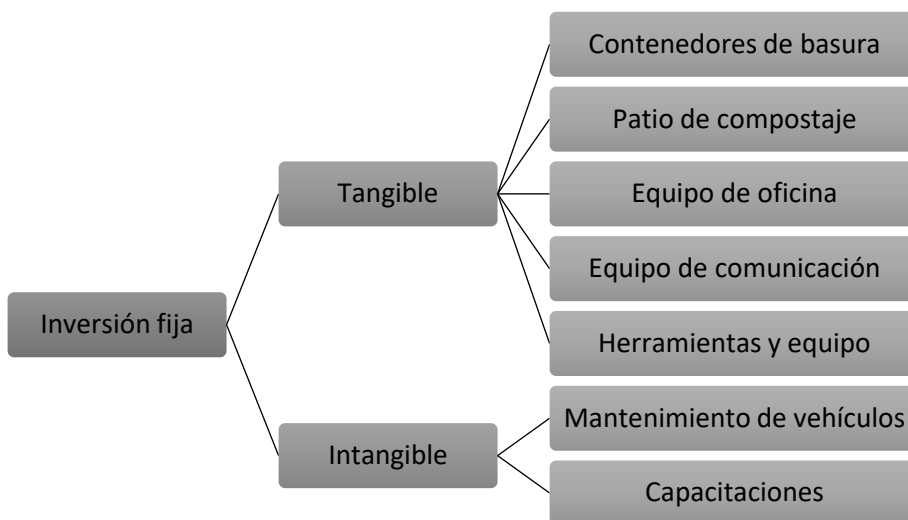 Inversión fija
Tangible
Contenedores de basura
Patio de compostaje
Equipo de oficina
Equipo de comunicación
Herramientas y equipo
Intangible
Mantenimiento de vehículos
Capacitaciones